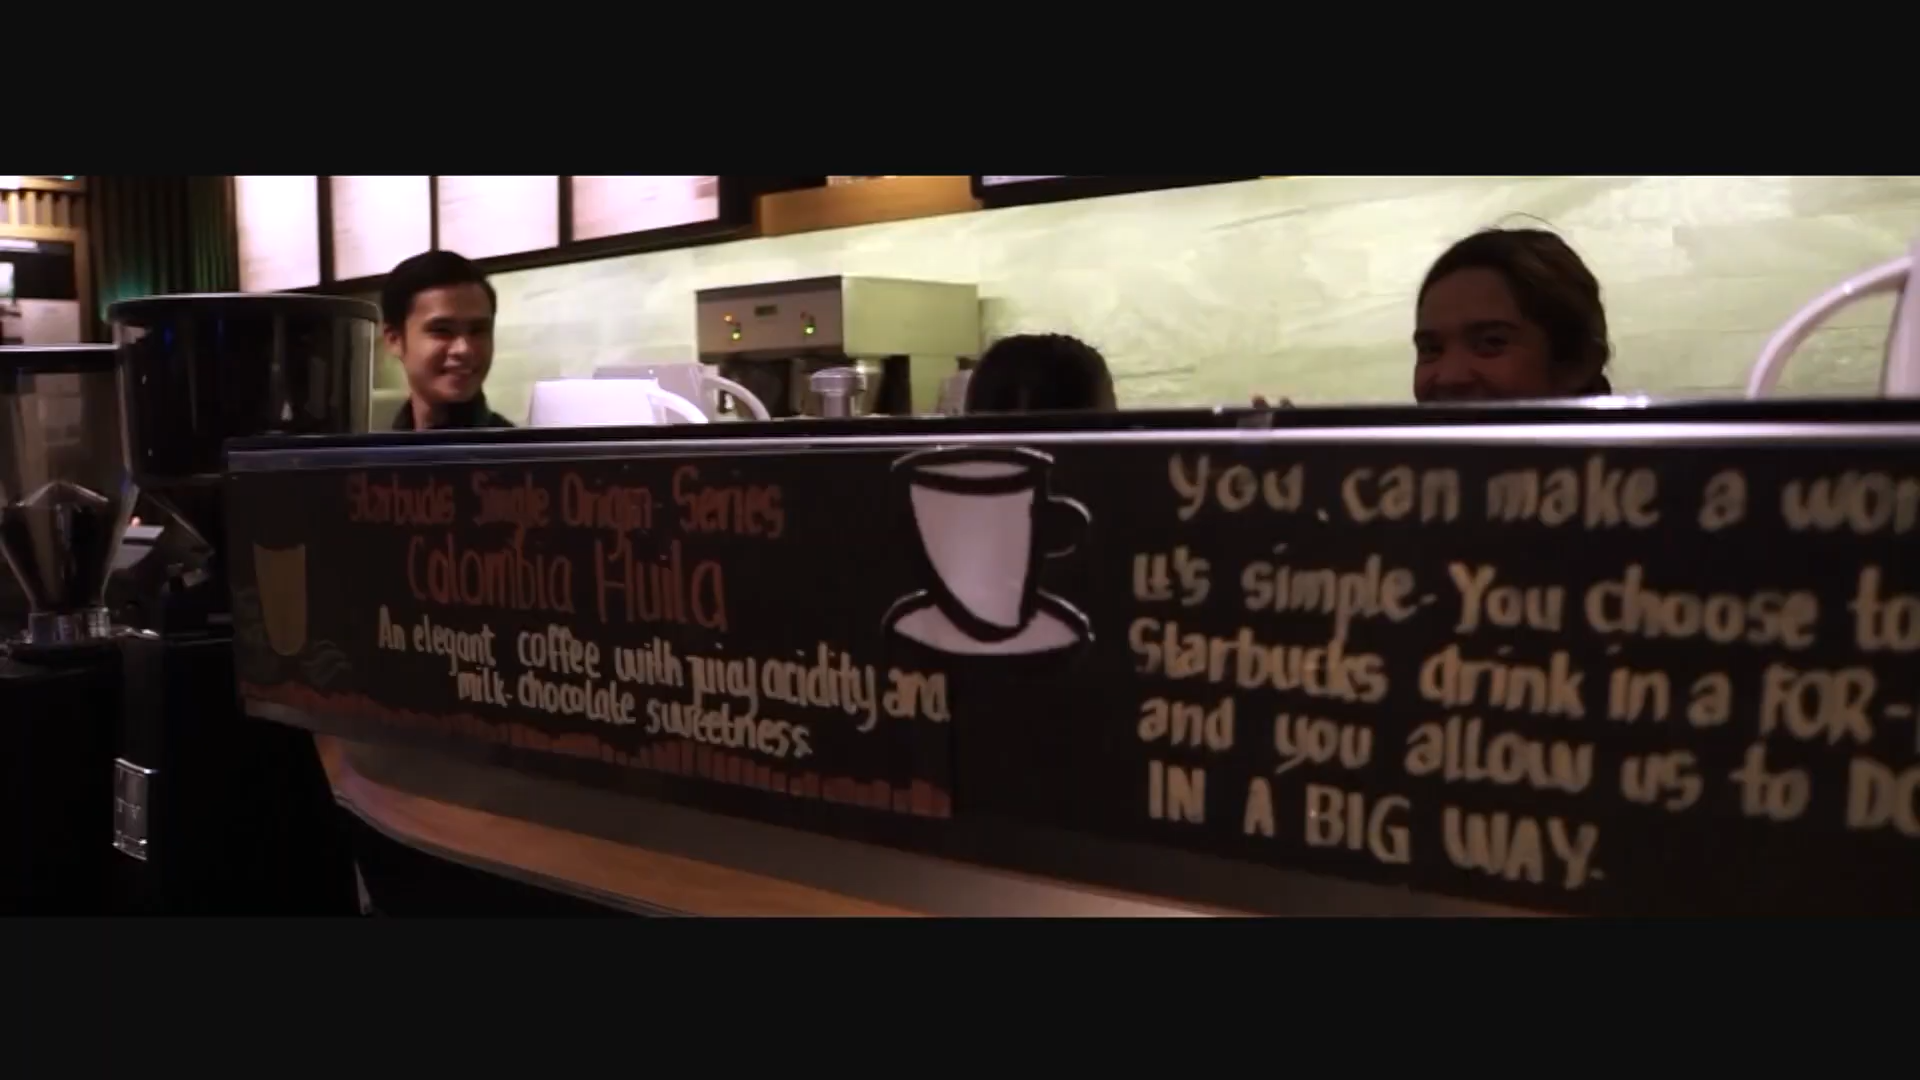 Starbucks Single Origin Series
Colombia Huila
An elegant coffee with juicy acidity and
milk-chocolate sweetness.
You can make a
It's simple. You choose to
Starbucks drink in a FOR-
and you allow us to
IN A BIG WAY.